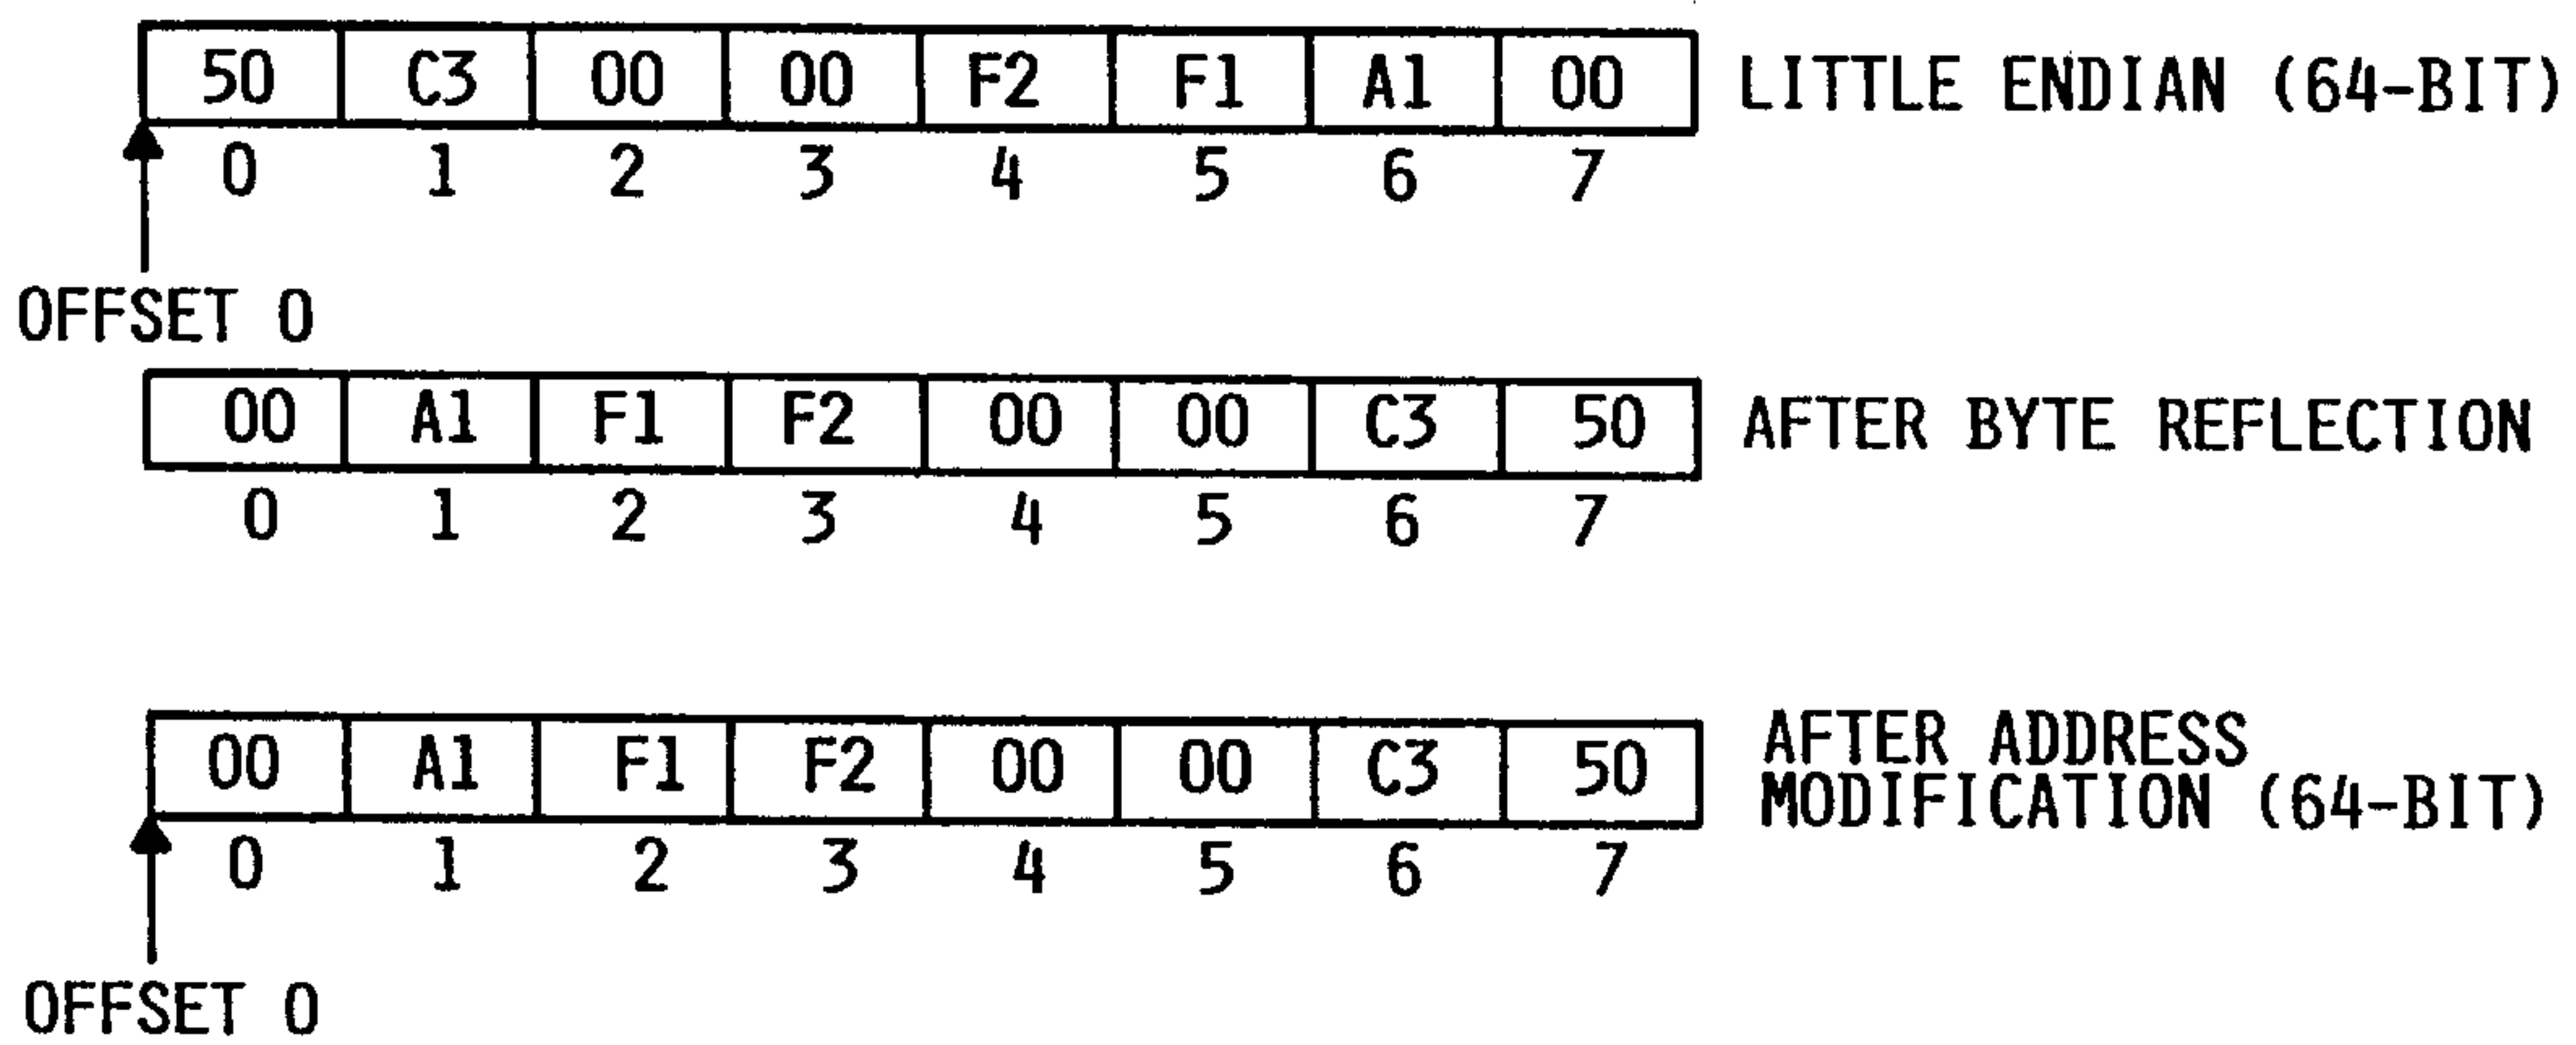 50 C3 00 00 F2 F1 A1 00 LITTLE ENDIAN (64-BIT)
0 1 2 3 4 5 6 7
OFFSET 0
00 A1 F1 F2 00 00 C3 50 AFTER BYTE REFLECTION
0 1 2 3 4 5 6 7
00 A1 F1 F2 00 00 C3 50 AFTER ADDRESS
MODIFICATION (64-BIT)
0 1 2 3 4 5 6 7
OFFSET 0